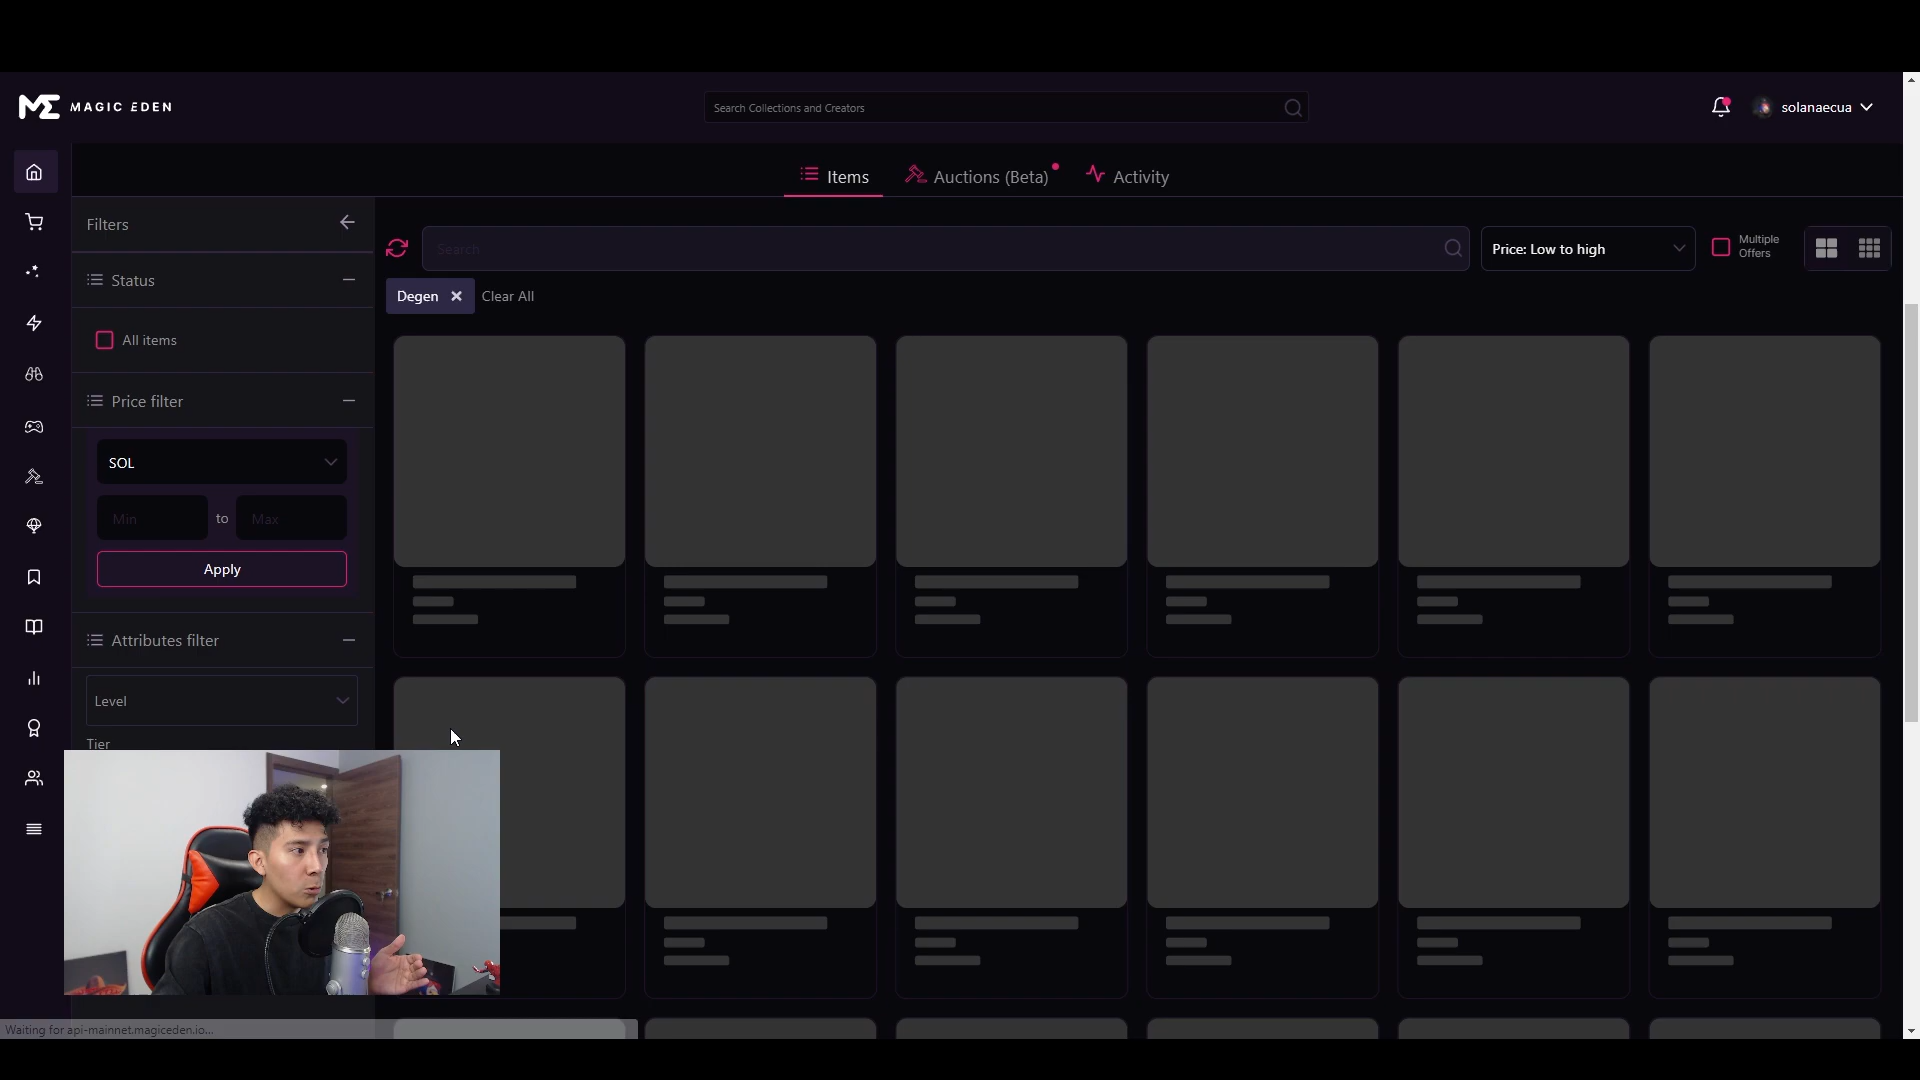 MAGIC EDEN
Search Collections and Creators
solanaecua
Items
Auctions (Beta)
Activity
Filters
Search
Price: Low to high
Multiple
Offers
Status
Degen
Clear All
All items
Price filter
SOL
Min
to
Max
Apply
Attributes filter
Level
Tier
Waiting for api-mainnet.magiceden.io...